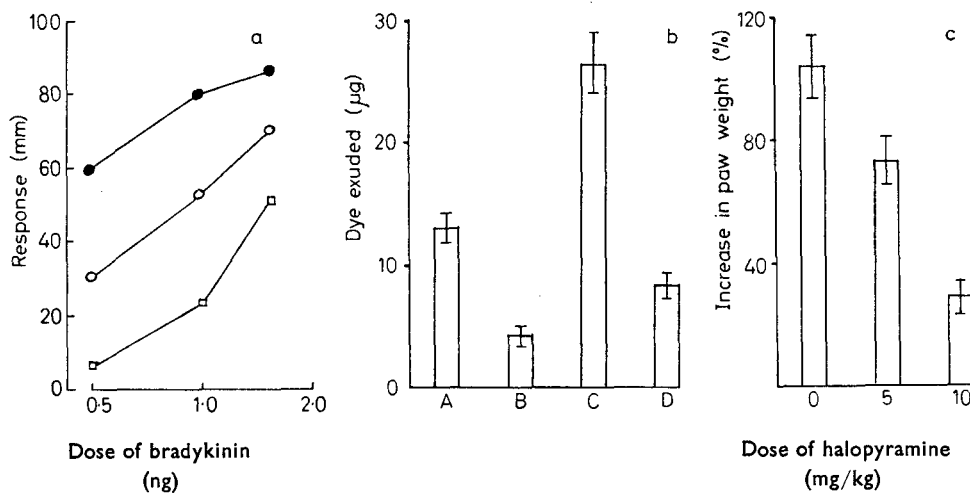 a
Response (mm)
100
80
60
40
20
0
0·5 1·0 2·0
Dose of bradykinin
(ng)
b
Dye exuded (µg)
30
20
10
0
A B C D
c
Increase in paw weight (%)
120
80
40
0 5 10
Dose of halopyramine
(mg/kg)